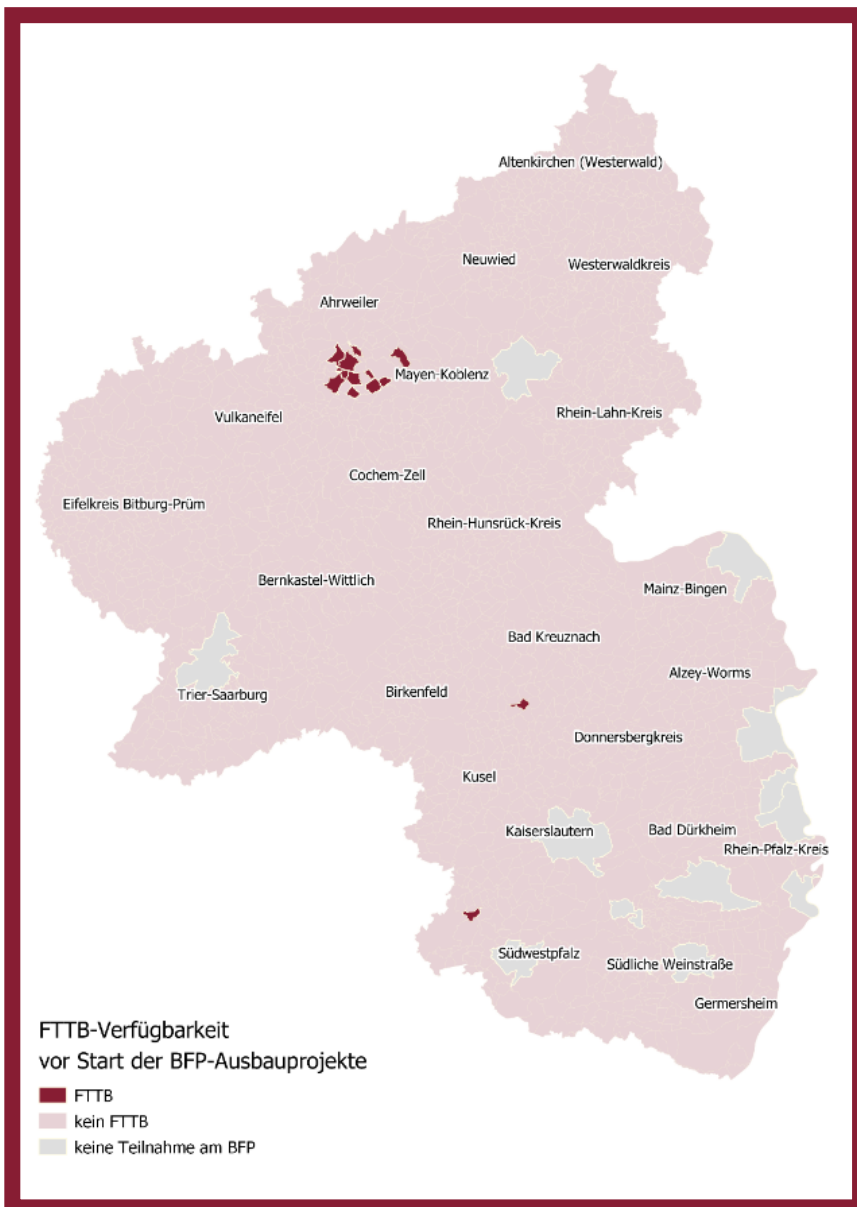 Altenkirchen (Westerwald)
Neuwied
Westerwaldkreis
Ahrweiler
Mayen-Koblenz
Vulkaneifel
Rhein-Lahn-Kreis
Cochem-Zell
Eifelkreis Bitburg-Prüm
Rhein-Hunsrück-Kreis
Bernkastel-Wittlich
Mainz-Bingen
Bad Kreuznach
Alzey-Worms
Trier-Saarburg
Birkenfeld
Donnersbergkreis
Kusel
Kaiserslautern
Bad Dürkheim
Rhein-Pfalz-Kreis
Südwestpfalz
Südliche Weinstraße
Germersheim
FTTB-Verfügbarkeit
vor Start der BFP-Ausbauprojekte
FTTB
kein FTTB
keine Teilnahme am BFP